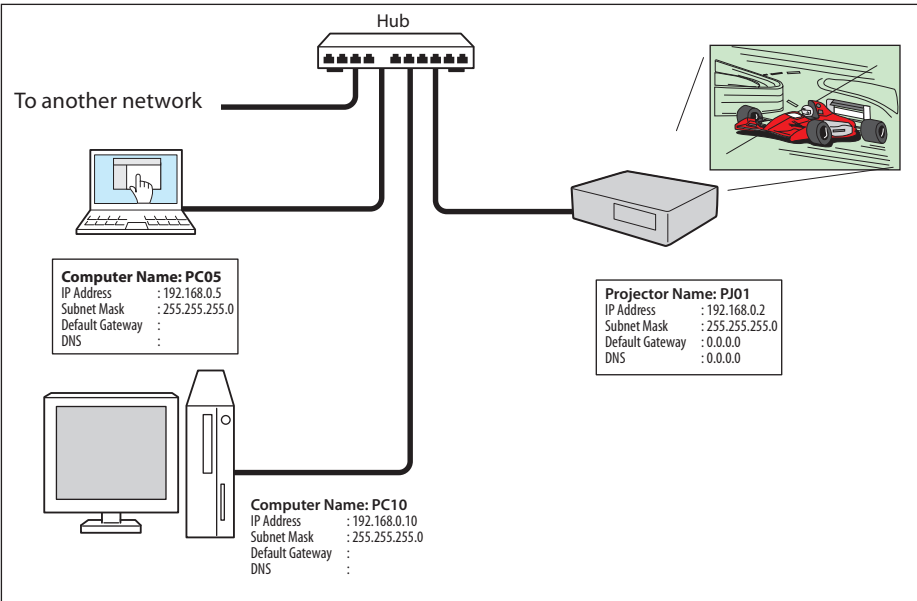 Hub
To another network
Computer Name: PC05
IP Address : 192.168.0.5
Subnet Mask : 255.255.255.0
Default Gateway :
DNS :
Projector Name: PJ01
IP Address : 192.168.0.2
Subnet Mask : 255.255.255.0
Default Gateway : 0.0.0.0
DNS : 0.0.0.0
Computer Name: PC10
IP Address : 192.168.0.10
Subnet Mask : 255.255.255.0
Default Gateway :
DNS :